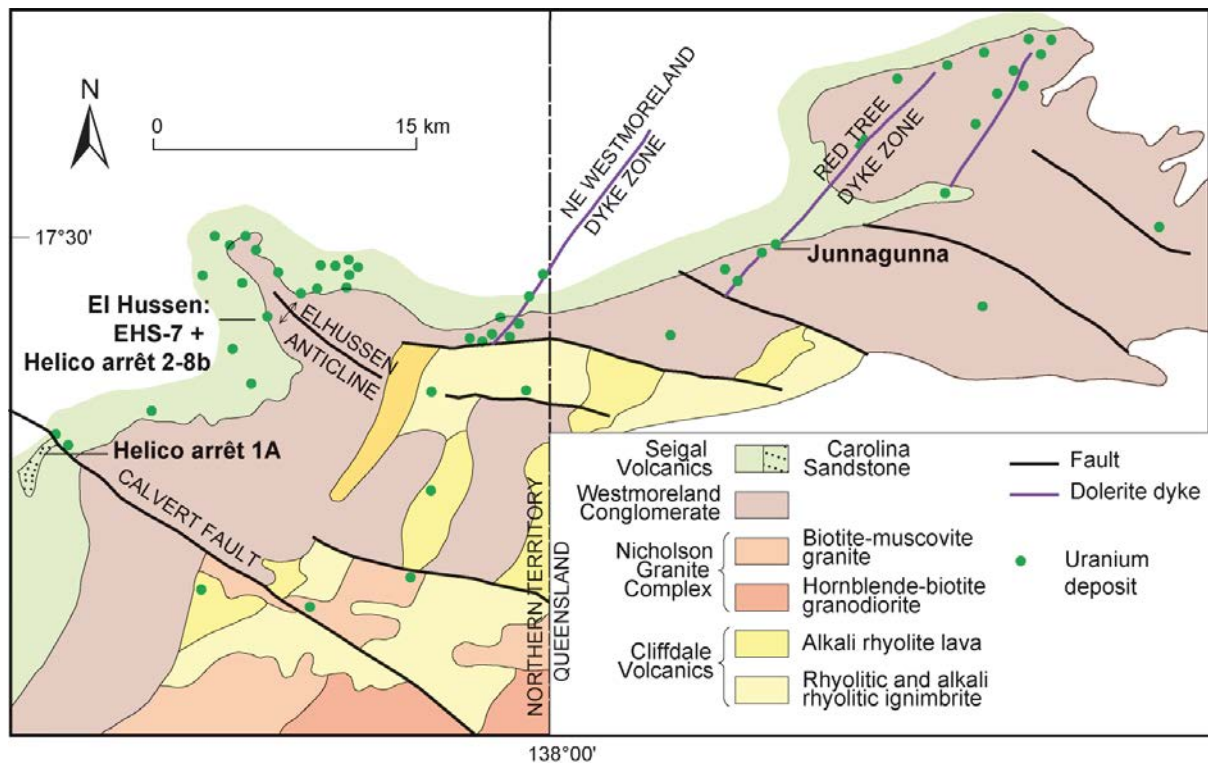 N
0 15 km
17°30'
NE WESTMORELAND
DYKE ZONE
RED TREE
DYKE ZONE
Junnagunna
El Hussen:
EHS-7 +
Helico arrêt 2-8b
ELHUSSEN
ANTICLINE
Helico arrêt 1A
CALVERT FAULT
NORTHERN TERRITORY
QUEENSLAND
Seigal
Volcanics
Carolina
Sandstone
Westmoreland
Conglomerate
Nicholson
Granite
Complex
Biotite-muscovite
granite
Hornblende-biotite
granodiorite
Cliffdale
Volcanics
Alkali rhyolite lava
Rhyolitic and alkali
rhyolitic ignimbrite
Fault
Dolerite dyke
Uranium
deposit
138°00'